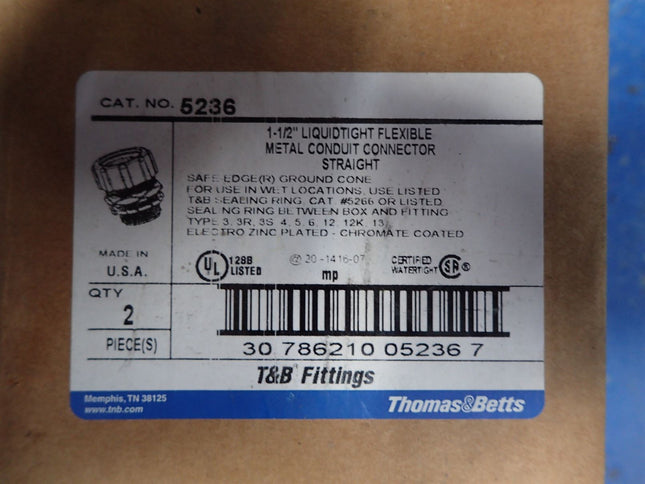 CAT. NO. 5236
1-1/2" LIQUIDTIGHT FLEXIBLE
METAL CONDUIT CONNECTOR
STRAIGHT
SAFE EDGE(R) GROUND CONE
FOR USE IN WET LOCATIONS, USE LISTED
T&B SEALING RING, CAT. #5266 OR LISTED
SEALING RING BETWEEN BOX AND FITTING
TYPE 3, 3R, 3S, 4, 5, 6, 12, 12K, 13,
ELECTRO ZINC PLATED - CHROMATE COATED
MADE IN
U.S.A.
UL 128B
LISTED
20-1416-07
mp
CERTIFIED
WATERTIGHT SA ®
QTY
2
PIECE(S)
30 786210 05236 7
T&B Fittings
Memphis, TN 38125
www.tnb.com
Thomas&Betts